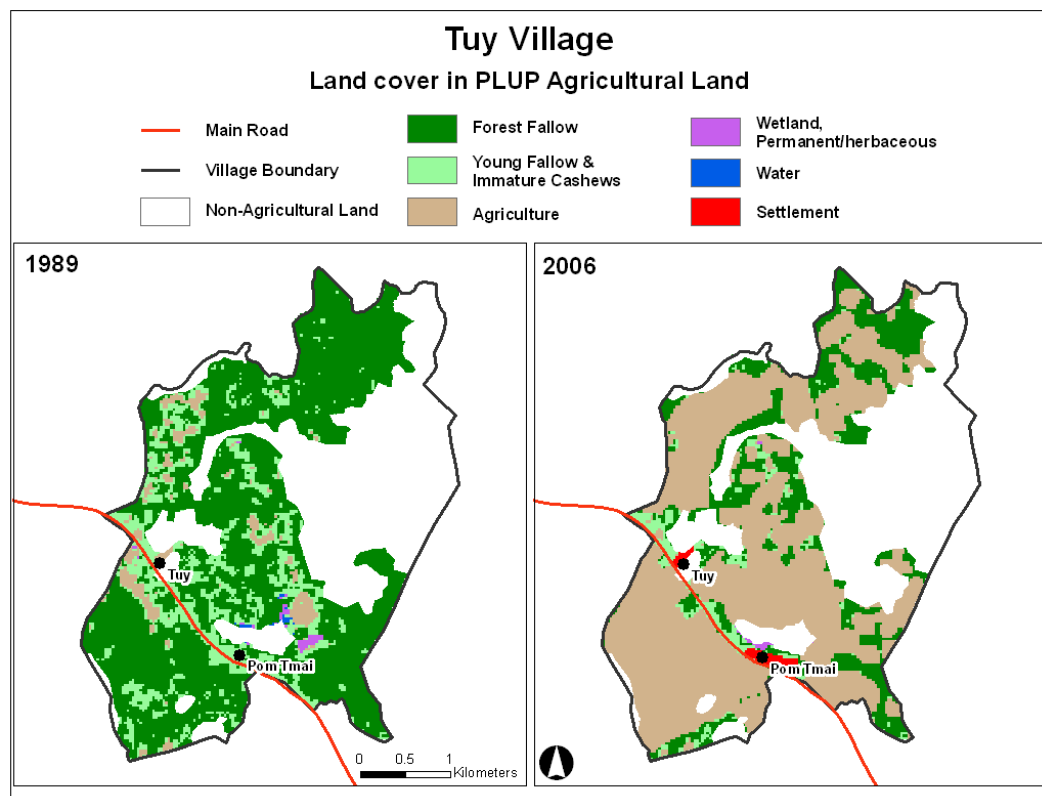 Tuy Village
Land cover in PLUP Agricultural Land
Main Road
Village Boundary
Non-Agricultural Land
Forest Fallow
Young Fallow &
Immature Cashews
Agriculture
Wetland,
Permanent/herbaceous
Water
Settlement
1989
Tuy
Pom Tmai
0 0.5 1
Kilometers
2006
Tuy
Pom Tmai